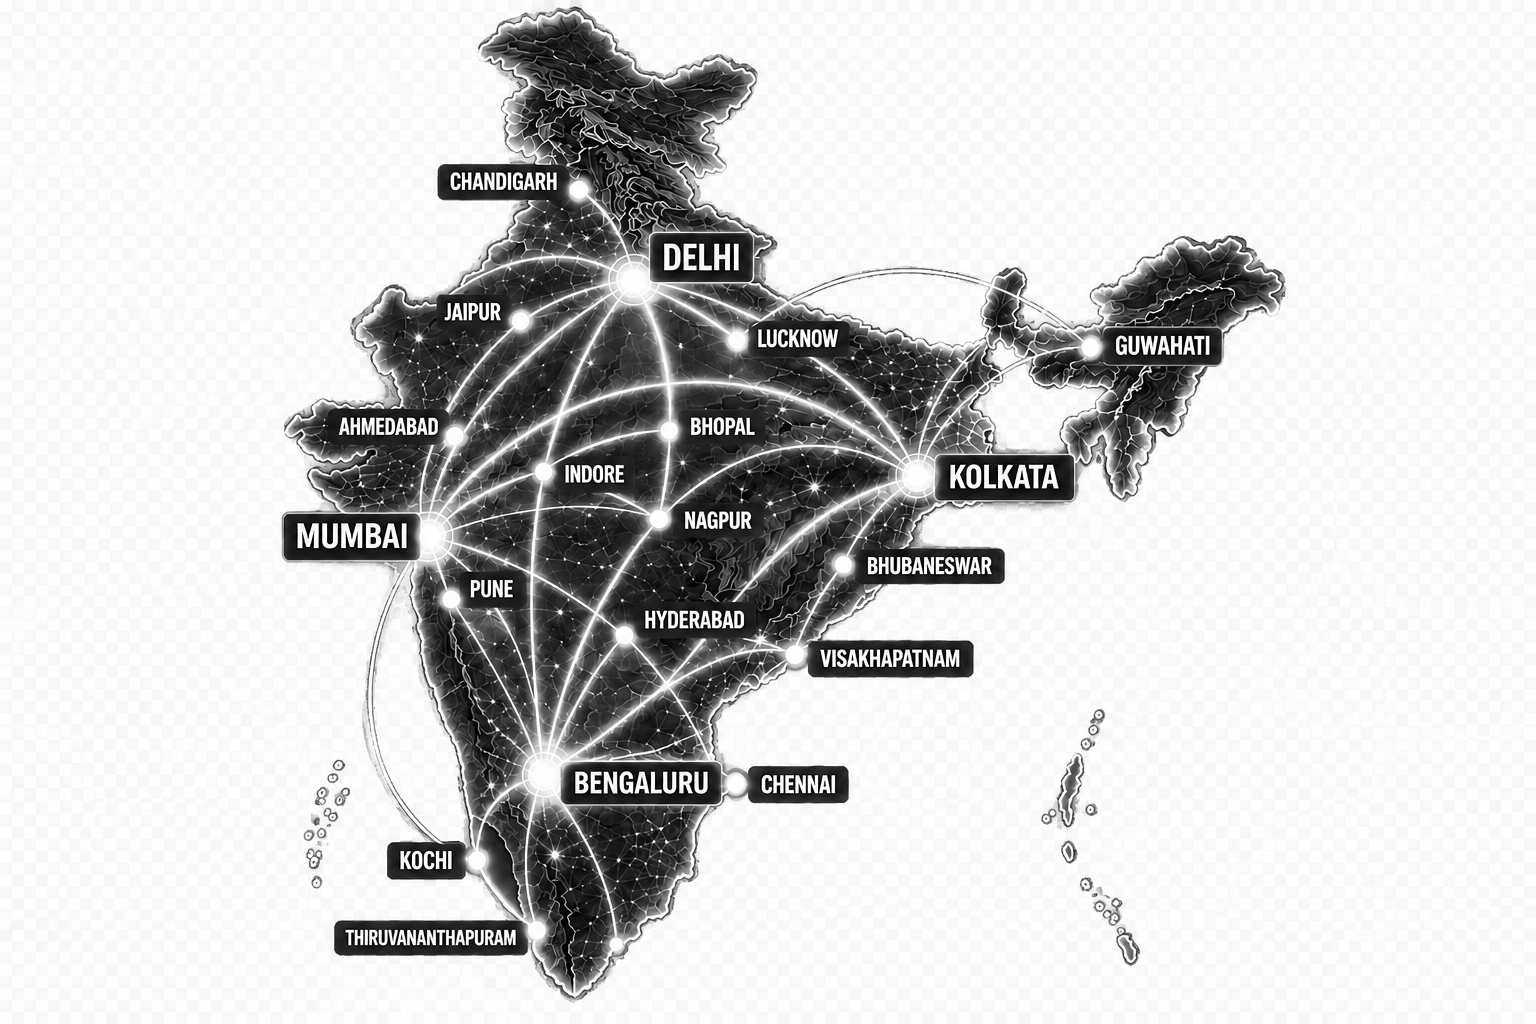 CHANDIGARH
DELHI
JAIPUR
LUCKNOW
GUWAHATI
AHMEDABAD
BHOPAL
INDORE
KOLKATA
NAGPUR
MUMBAI
BHUBANESWAR
PUNE
HYDERABAD
VISAKHAPATNAM
BENGALURU
CHENNAI
KOCHI
THIRUVANANTHAPURAM